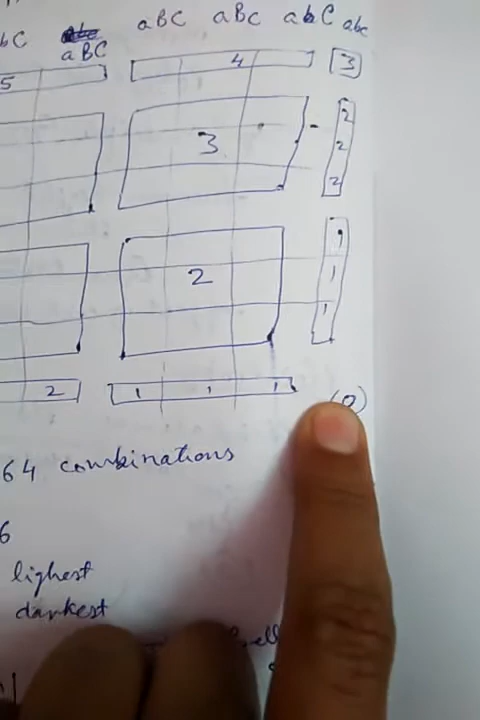 bC aBC aBC aBc abC abc
5 4 3
3 2
2
2
2 1
1
1
2 1 1 1 (0)
64 combinations
6
lighest
darkest